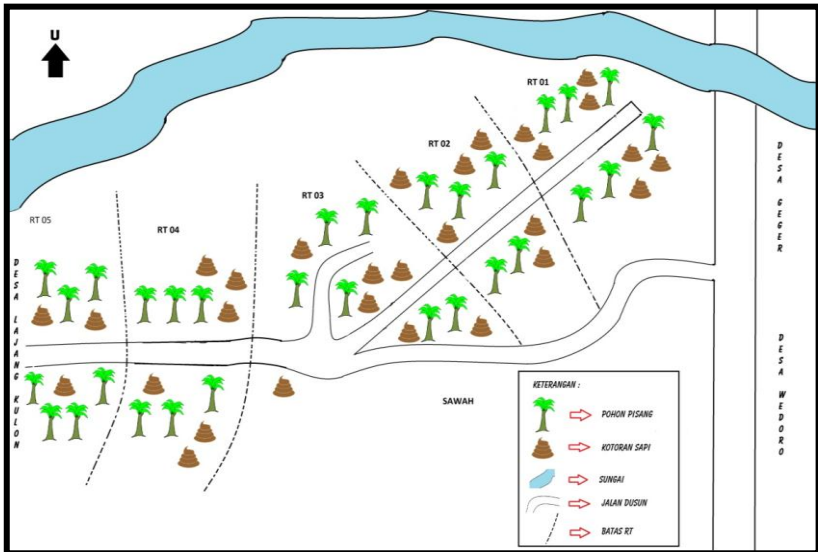 U
RT 01
RT 02
RT 03
RT 04
RT 05
DESA LAJANG KULON
DESA GEGER
DESA WEDORO
SAWAH
KETERANGAN :
POHON PISANG
KOTORAN SAPI
SUNGAI
JALAN DUSUN
BATAS RT